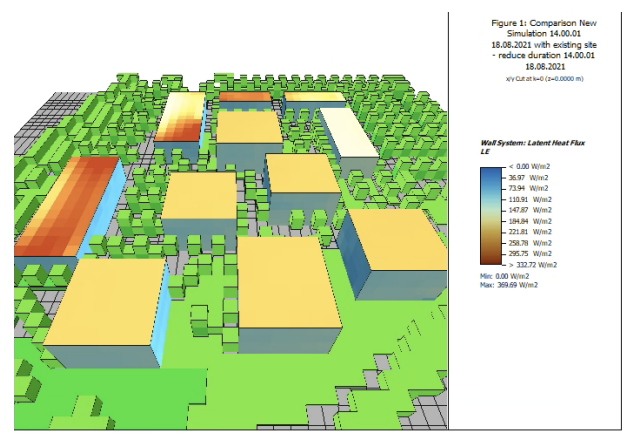 Figure 1: Comparison New
Simulation 14.00.01
18.08.2021 with existing site
- reduce duration 14.00.01
18.08.2021
x/y Cut at k=0 (z=0.0000 m)
Wall System: Latent Heat Flux
LE
< 0.00 W/m2
36.97 W/m2
73.94 W/m2
110.91 W/m2
147.87 W/m2
184.84 W/m2
221.81 W/m2
258.78 W/m2
295.75 W/m2
> 332.72 W/m2
Min: 0.00 W/m2
Max: 369.69 W/m2